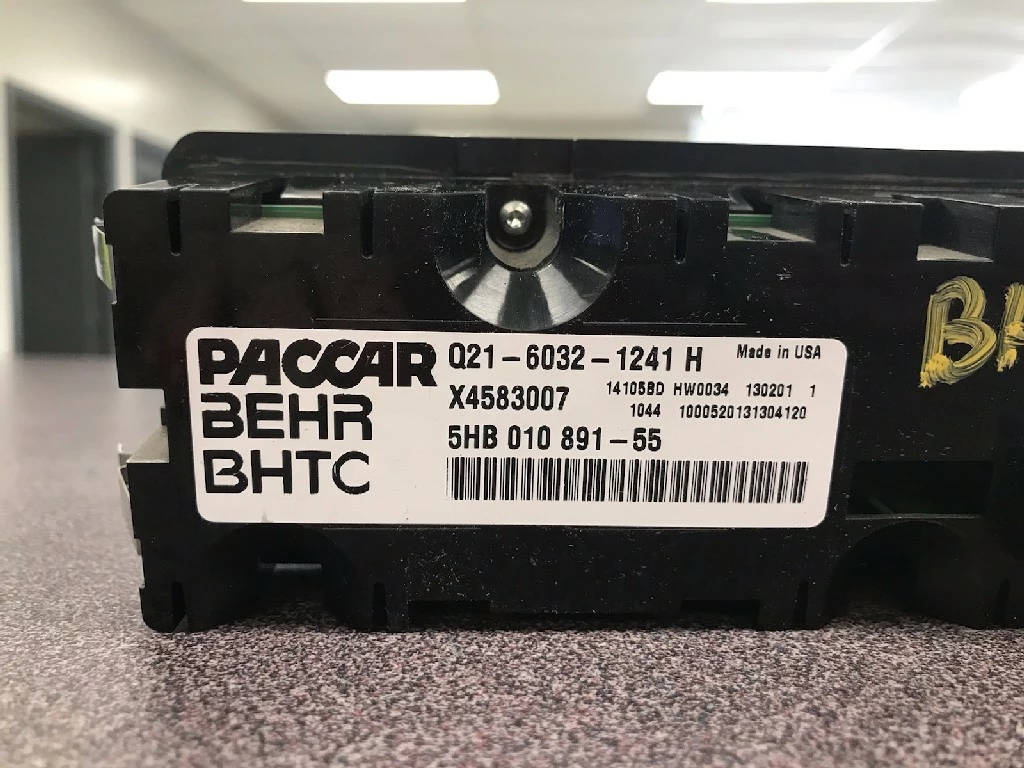 PACCAR
BEHR
BHTC
Q21-6032-1241 H
Made in USA
X4583007
14105BD HW0034 130201 1
1044 1000520131304120
5HB 010 891-55